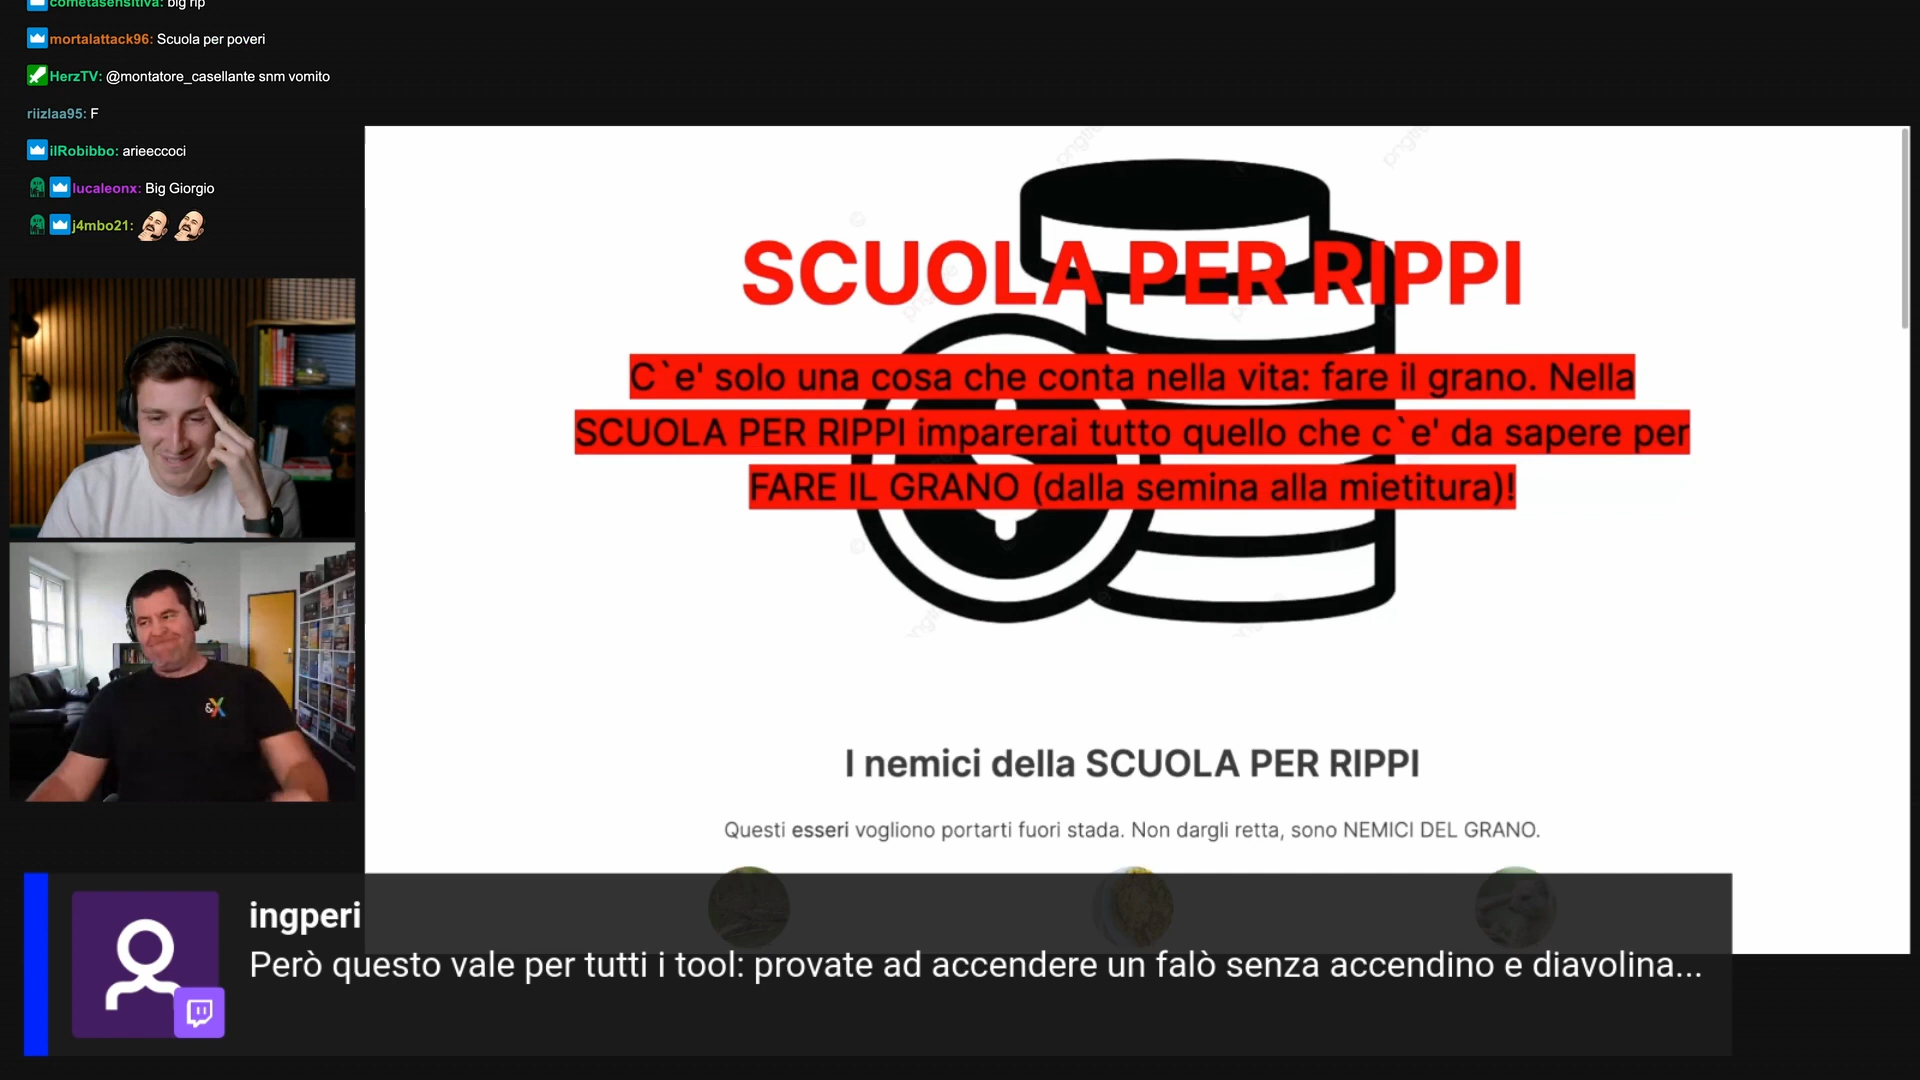 cometasensitiva: big rip
mortalattack96: Scuola per poveri
HerzTV: @montatore_casellante snm vomito
riizlaa95: F
ilRobibbo: arieeccoci
lucaleonx: Big Giorgio
j4mbo21:
SCUOLA PER RIPPI
C`e' solo una cosa che conta nella vita: fare il grano. Nella
SCUOLA PER RIPPI imparerai tutto quello che c`e' da sapere per
FARE IL GRANO (dalla semina alla mietitura)!
I nemici della SCUOLA PER RIPPI
Questi esseri vogliono portarti fuori stada. Non dargli retta, sono NEMICI DEL GRANO.
&X
ingperi
Però questo vale per tutti i tool: provate ad accendere un falò senza accendino e diavolina...